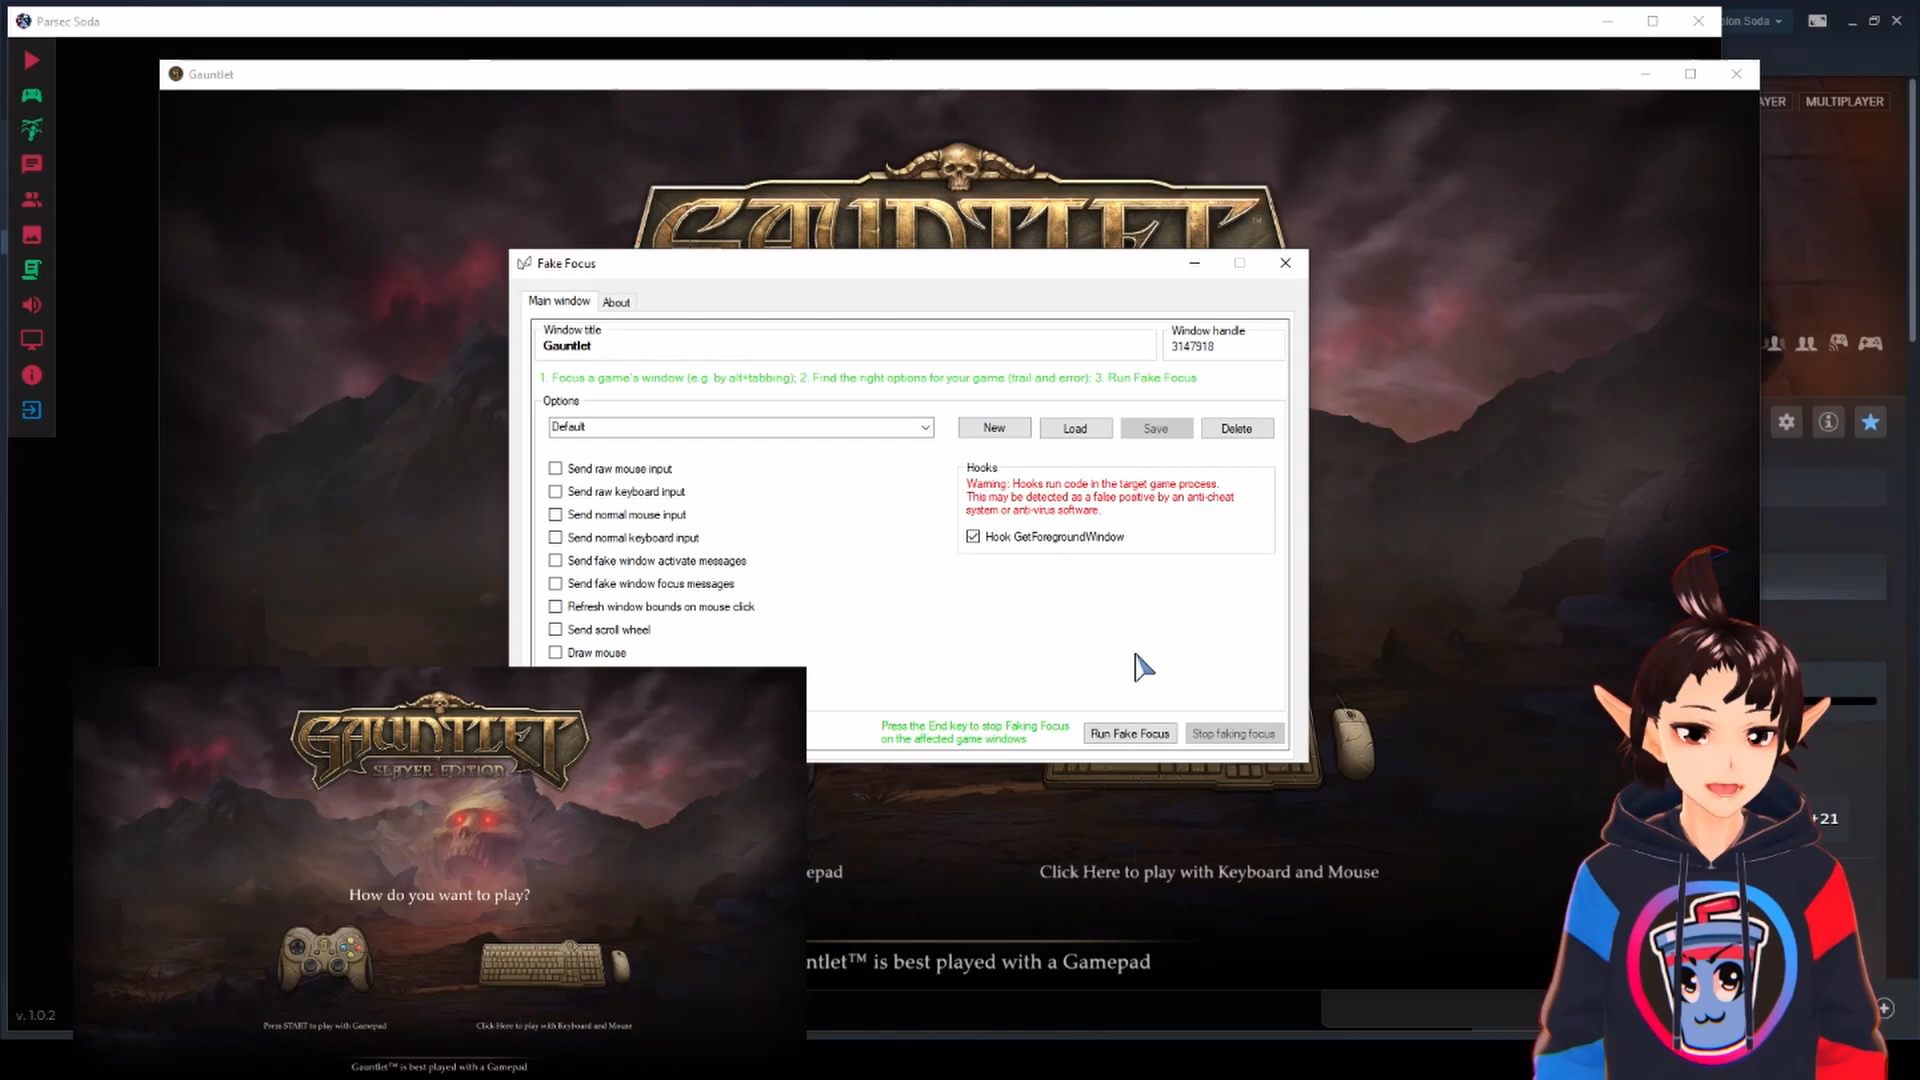 Parsec Soda
olon Soda
Gauntlet
AYER
MULTIPLAYER
GAUNTLET
Fake Focus
Main window
About
Window title
Gauntlet
Window handle
3147918
1. Focus a game's window (e.g. by alt+tabbing); 2. Find the right options for your game (trail and error); 3. Run Fake Focus
Options
Default
New
Load
Save
Delete
Send raw mouse input
Send raw keyboard input
Send normal mouse input
Send normal keyboard input
Send fake window activate messages
Send fake window focus messages
Refresh window bounds on mouse click
Send scroll wheel
Draw mouse
Hooks
Warning: Hooks run code in the target game process.
This may be detected as a false positive by an anti-cheat
system or anti-virus software.
Hook GetForegroundWindow
Press the End key to stop Faking Focus
on the affected game windows
Run Fake Focus
Stop faking focus
GAUNTLET
SLAYER EDITION
How do you want to play?
Press START to play with Gamepad
Click Here to play with Keyboard and Mouse
Gauntlet™ is best played with a Gamepad
epad
Click Here to play with Keyboard and Mouse
ntlet™ is best played with a Gamepad
+21
v. 1.0.2